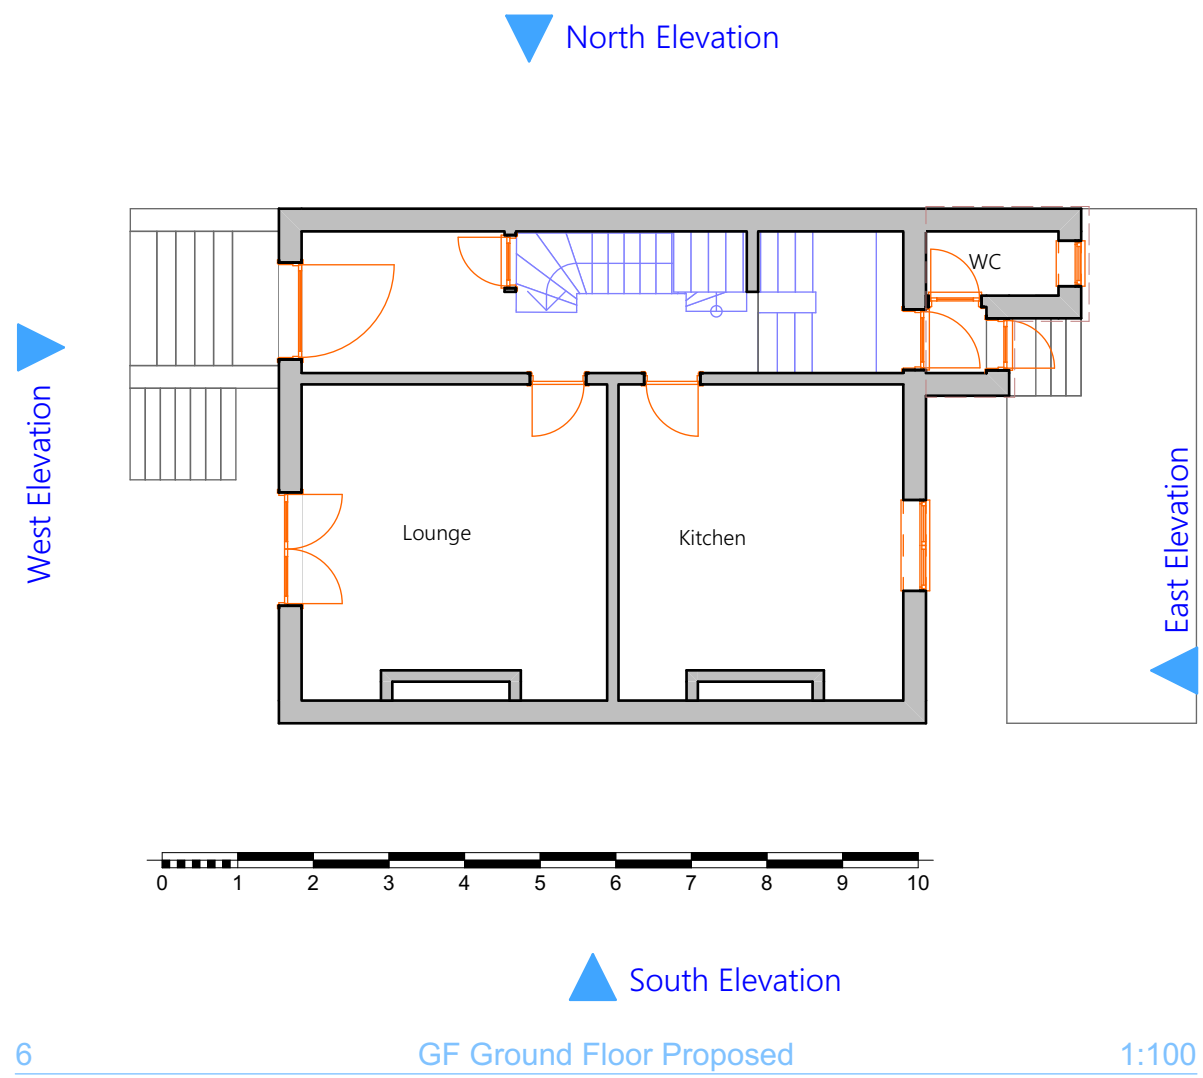 North Elevation
WC
West Elevation
East Elevation
Lounge
Kitchen
0 1 2 3 4 5 6 7 8 9 10
South Elevation
6 GF Ground Floor Proposed 1:100